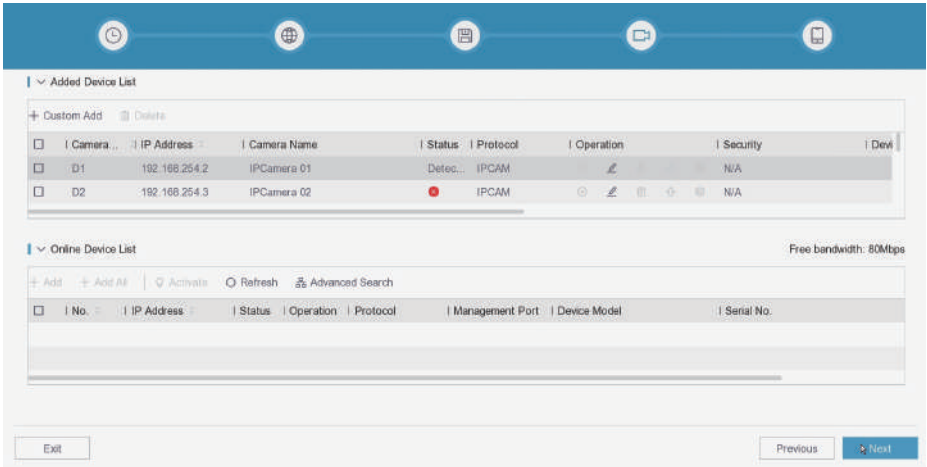 Added Device List
+ Custom Add Delete
Camera... IP Address Camera Name Status Protocol Operation Security Devi
D1 192.168.254.2 IPCamera 01 Detec... IPCAM N/A
D2 192.168.254.3 IPCamera 02 IPCAM N/A
Online Device List Free bandwidth: 80Mbps
+ Add + Add All Activate Refresh Advanced Search
No. IP Address Status Operation Protocol Management Port Device Model Serial No.
Exit Previous Next